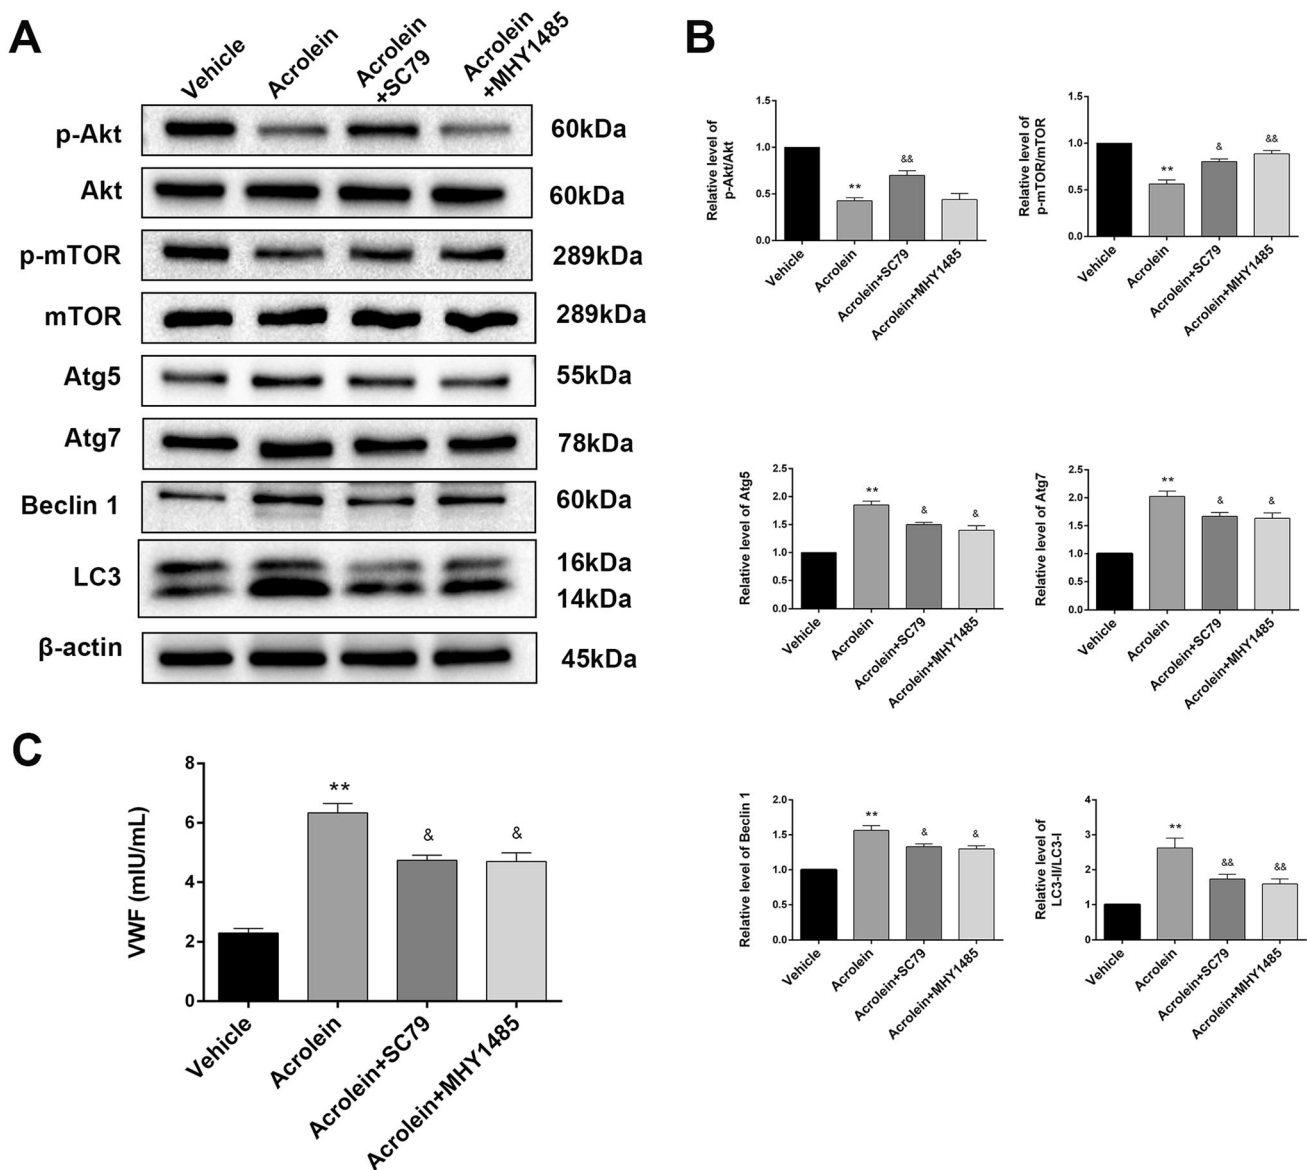 A
Vehicle
Acrolein
Acrolein
+SC79
Acrolein
+MHY1485
p-Akt
60kDa
Akt
60kDa
p-mTOR
289kDa
mTOR
289kDa
Atg5
55kDa
Atg7
78kDa
Beclin 1
60kDa
LC3
16kDa
14kDa
β-actin
45kDa
B
Relative level of
p-Akt/Akt
1.5
1.0
0.5
0.0
**
&&
Vehicle
Acrolein
Acrolein+SC79
Acrolein+MHY1485
Relative level of
p-mTOR/mTOR
1.5
1.0
0.5
0.0
**
&
&&
Vehicle
Acrolein
Acrolein+SC79
Acrolein+MHY1485
Relative level of Atg5
2.5
2.0
1.5
1.0
0.5
0.0
**
&
&
Vehicle
Acrolein
Acrolein+SC79
Acrolein+MHY1485
Relative level of Atg7
2.5
2.0
1.5
1.0
0.5
0.0
**
&
&
Vehicle
Acrolein
Acrolein+SC79
Acrolein+MHY1485
Relative level of Beclin 1
2.0
1.5
1.0
0.5
0.0
**
&
&
Vehicle
Acrolein
Acrolein+SC79
Acrolein+MHY1485
Relative level of
LC3-II/LC3-I
4
3
2
1
0
**
&&
&&
Vehicle
Acrolein
Acrolein+SC79
Acrolein+MHY1485
C
VWF (mIU/mL)
8
6
4
2
0
**
&
&
Vehicle
Acrolein
Acrolein+SC79
Acrolein+MHY1485